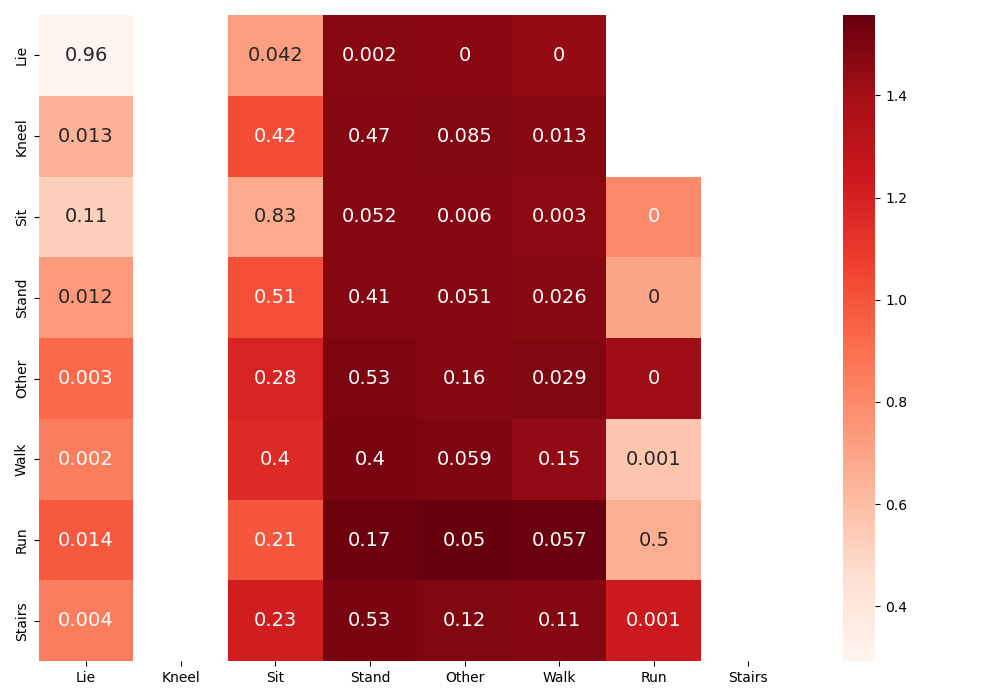 Lie 0.96 0.042 0.002 0 0
Kneel 0.013 0.42 0.47 0.085 0.013
Sit 0.11 0.83 0.052 0.006 0.003 0
Stand 0.012 0.51 0.41 0.051 0.026 0
Other 0.003 0.28 0.53 0.16 0.029 0
Walk 0.002 0.4 0.4 0.059 0.15 0.001
Run 0.014 0.21 0.17 0.05 0.057 0.5
Stairs 0.004 0.23 0.53 0.12 0.11 0.001
Lie Kneel Sit Stand Other Walk Run Stairs
1.4
1.2
1.0
0.8
0.6
0.4